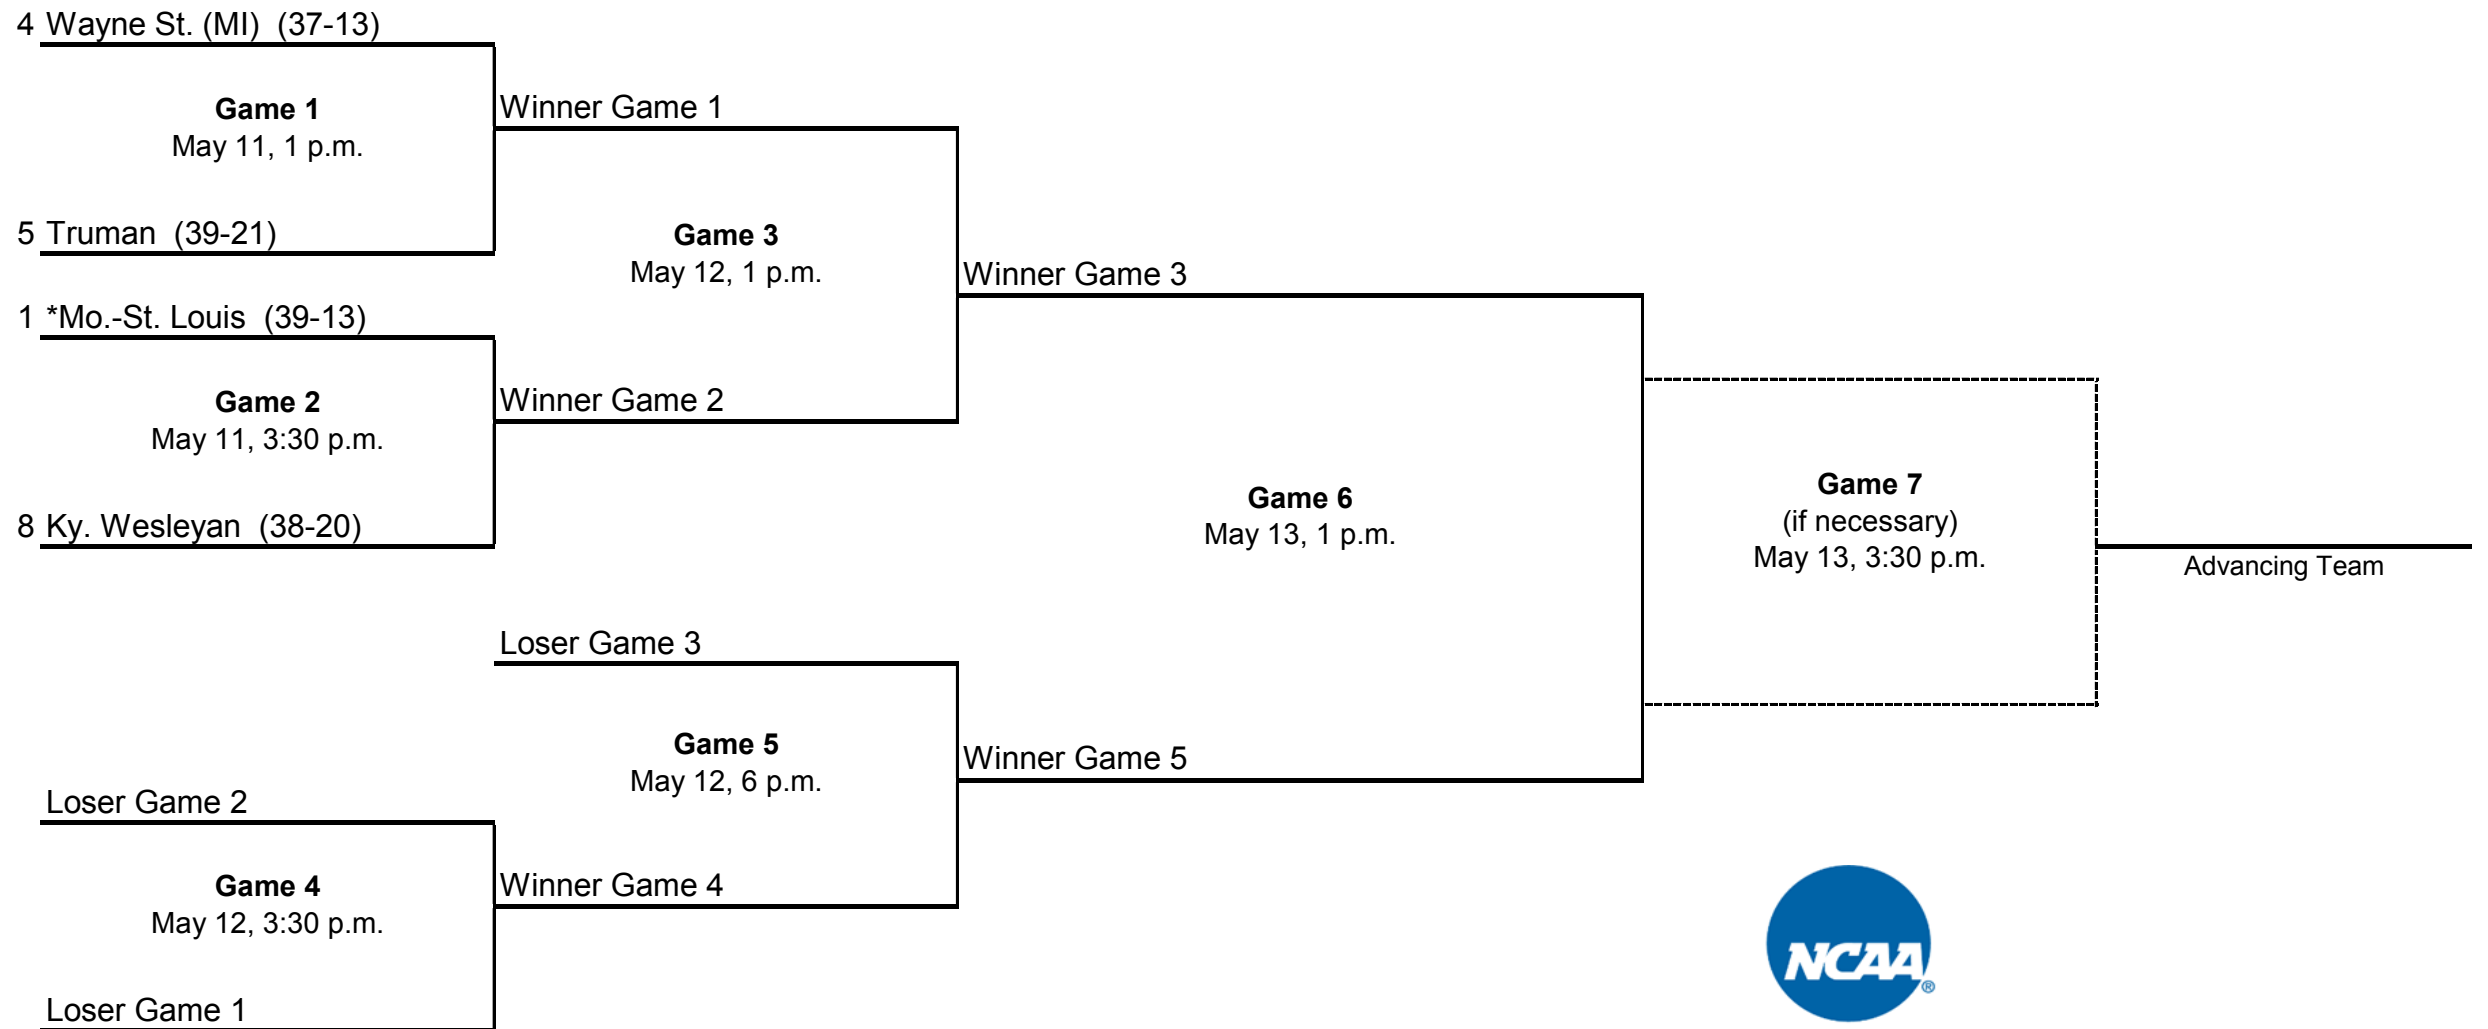 4 Wayne St. (MI) (37-13)
Game 1
May 11, 1 p.m.
5 Truman (39-21)
1 *Mo.-St. Louis (39-13)
Game 2
May 11, 3:30 p.m.
8 Ky. Wesleyan (38-20)
Winner Game 1
Game 3
May 12, 1 p.m.
Winner Game 2
Winner Game 3
Game 6
May 13, 1 p.m.
Game 7
(if necessary)
May 13, 3:30 p.m.
Advancing Team
Loser Game 3
Game 5
May 12, 6 p.m.
Winner Game 5
Loser Game 2
Game 4
May 12, 3:30 p.m.
Winner Game 4
Loser Game 1
NCAA®